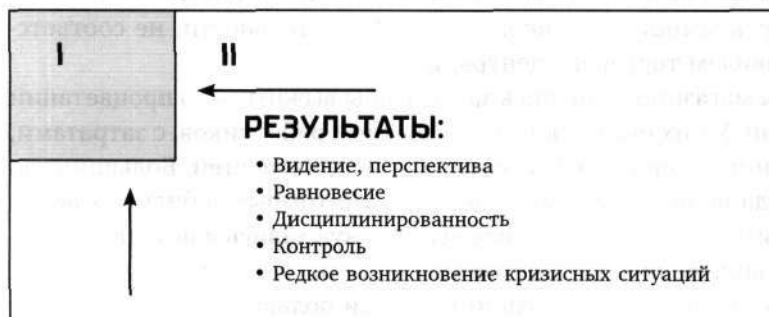 I II
РЕЗУЛЬТАТЫ:
• Видение, перспектива
• Равновесие
• Дисциплинированность
• Контроль
• Редкое возникновение кризисных ситуаций